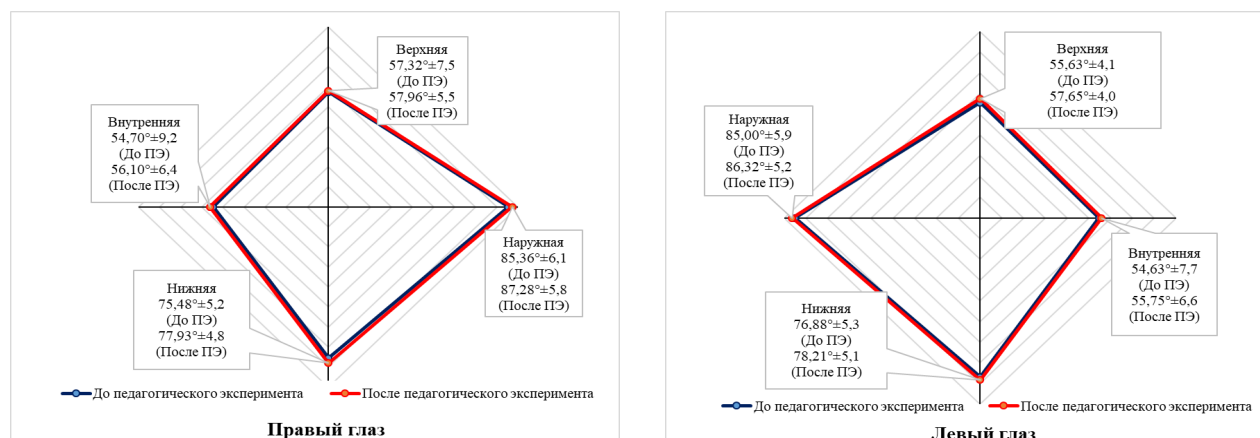 Верхняя
57,32°±7,5
(До ПЭ)
57,96°±5,5
(После ПЭ)
Внутренняя
54,70°±9,2
(До ПЭ)
56,10°±6,4
(После ПЭ)
Наружная
85,36°±6,1
(До ПЭ)
87,28°±5,8
(После ПЭ)
Нижняя
75,48°±5,2
(До ПЭ)
77,93°±4,8
(После ПЭ)
До педагогического эксперимента
После педагогического эксперимента
Правый глаз
Верхняя
55,63°±4,1
(До ПЭ)
57,65°±4,0
(После ПЭ)
Наружная
85,00°±5,9
(До ПЭ)
86,32°±5,2
(После ПЭ)
Внутренняя
54,63°±7,7
(До ПЭ)
55,75°±6,6
(После ПЭ)
Нижняя
76,88°±5,3
(До ПЭ)
78,21°±5,1
(После ПЭ)
До педагогического эксперимента
После педагогического эксперимента
Левый глаз